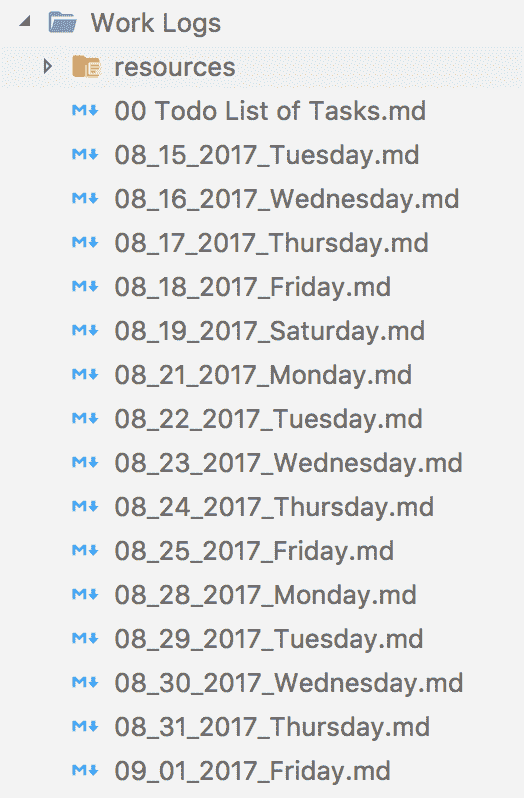 Work Logs
resources
00 Todo List of Tasks.md
08_15_2017_Tuesday.md
08_16_2017_Wednesday.md
08_17_2017_Thursday.md
08_18_2017_Friday.md
08_19_2017_Saturday.md
08_21_2017_Monday.md
08_22_2017_Tuesday.md
08_23_2017_Wednesday.md
08_24_2017_Thursday.md
08_25_2017_Friday.md
08_28_2017_Monday.md
08_29_2017_Tuesday.md
08_30_2017_Wednesday.md
08_31_2017_Thursday.md
09_01_2017_Friday.md